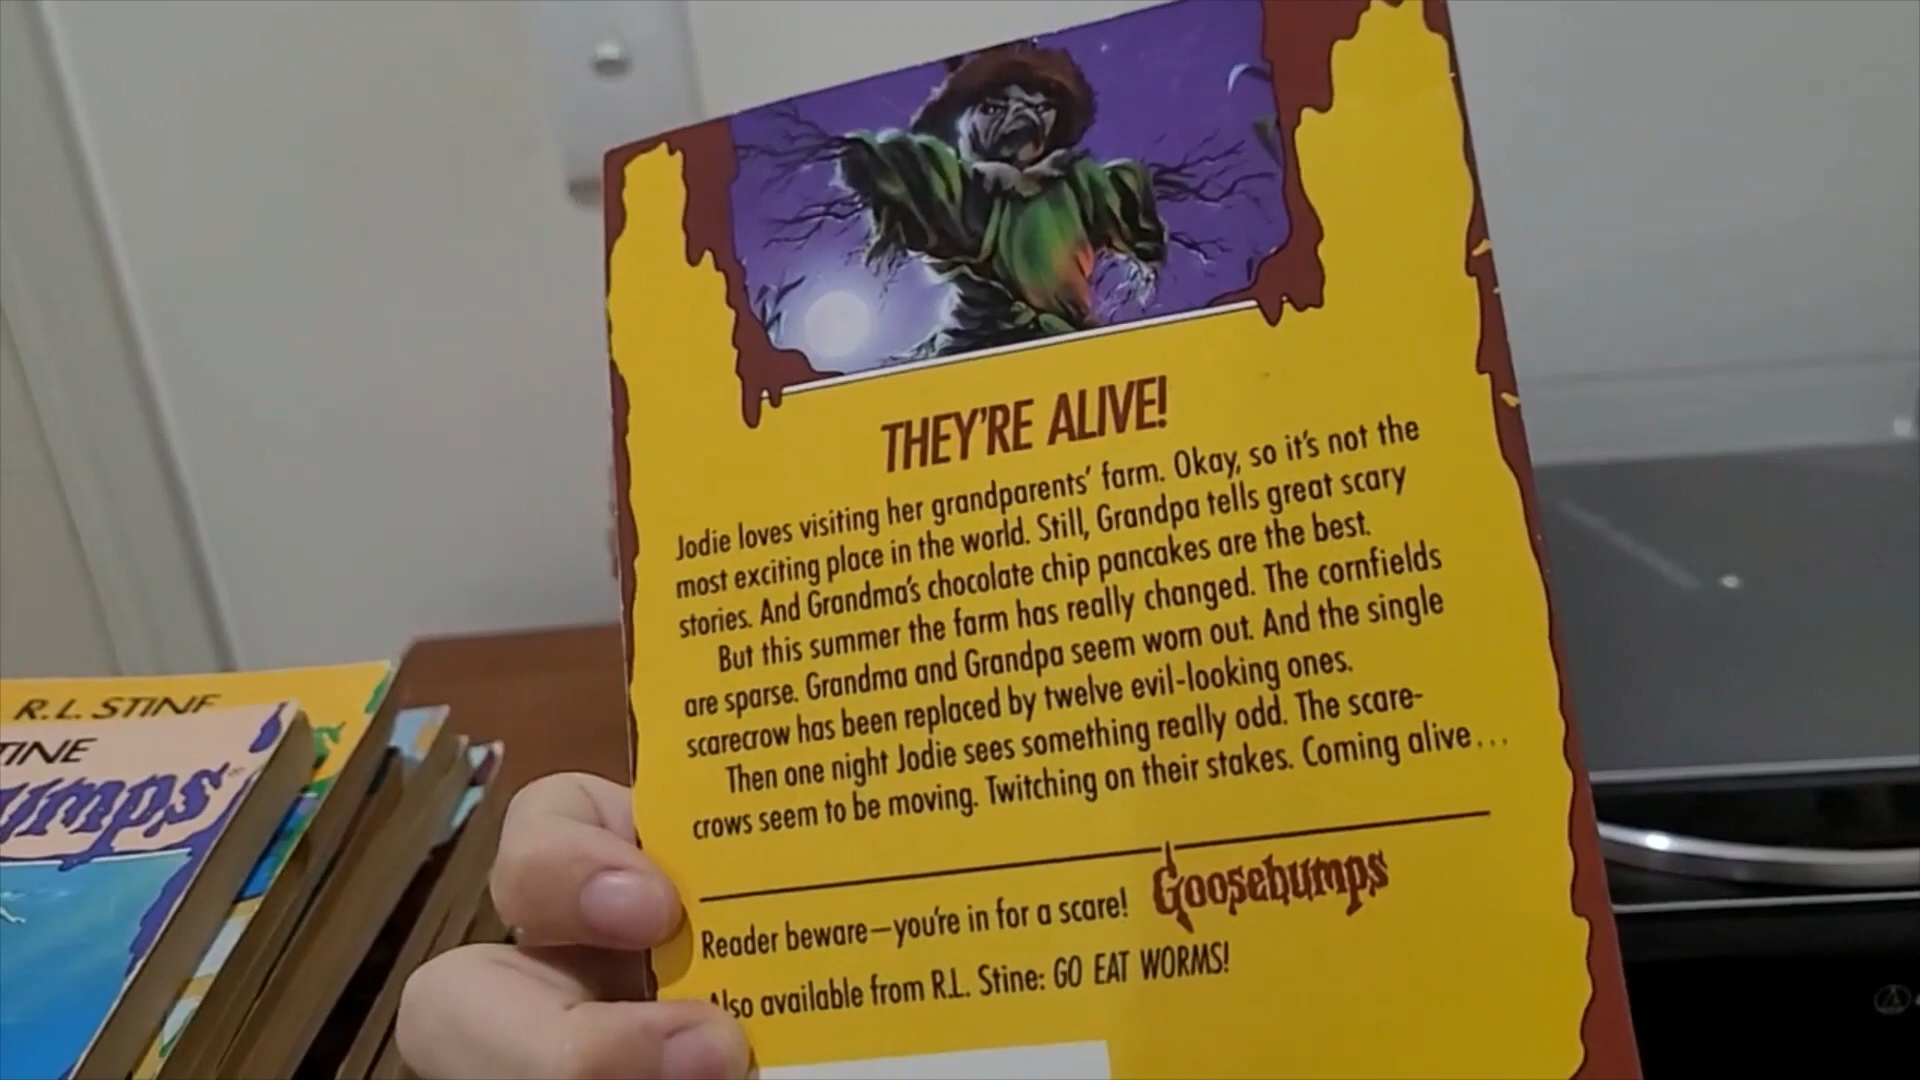 THEY'RE ALIVE!
Jodie loves visiting her grandparents' farm. Okay, so it's not the
most exciting place in the world. Still, Grandpa tells great scary
stories. And Grandma's chocolate chip pancakes are the best.
But this summer the farm has really changed. The cornfields
are sparse. Grandma and Grandpa seem worn out. And the single
scarecrow has been replaced by twelve evil-looking ones.
Then one night Jodie sees something really odd. The scare-
crows seem to be moving. Twitching on their stakes. Coming alive...
Reader beware—you're in for a scare! Goosebumps
Also available from R.L. Stine: GO EAT WORMS!
R.L. STINE
TINE
umps